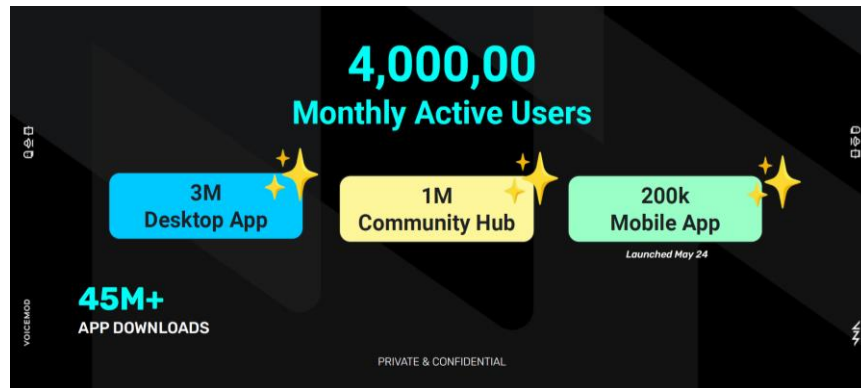 4,000,00
Monthly Active Users
3M
Desktop App
1M
Community Hub
200k
Mobile App
Launched May 24
45M+
APP DOWNLOADS
VOICEMOD
PRIVATE & CONFIDENTIAL